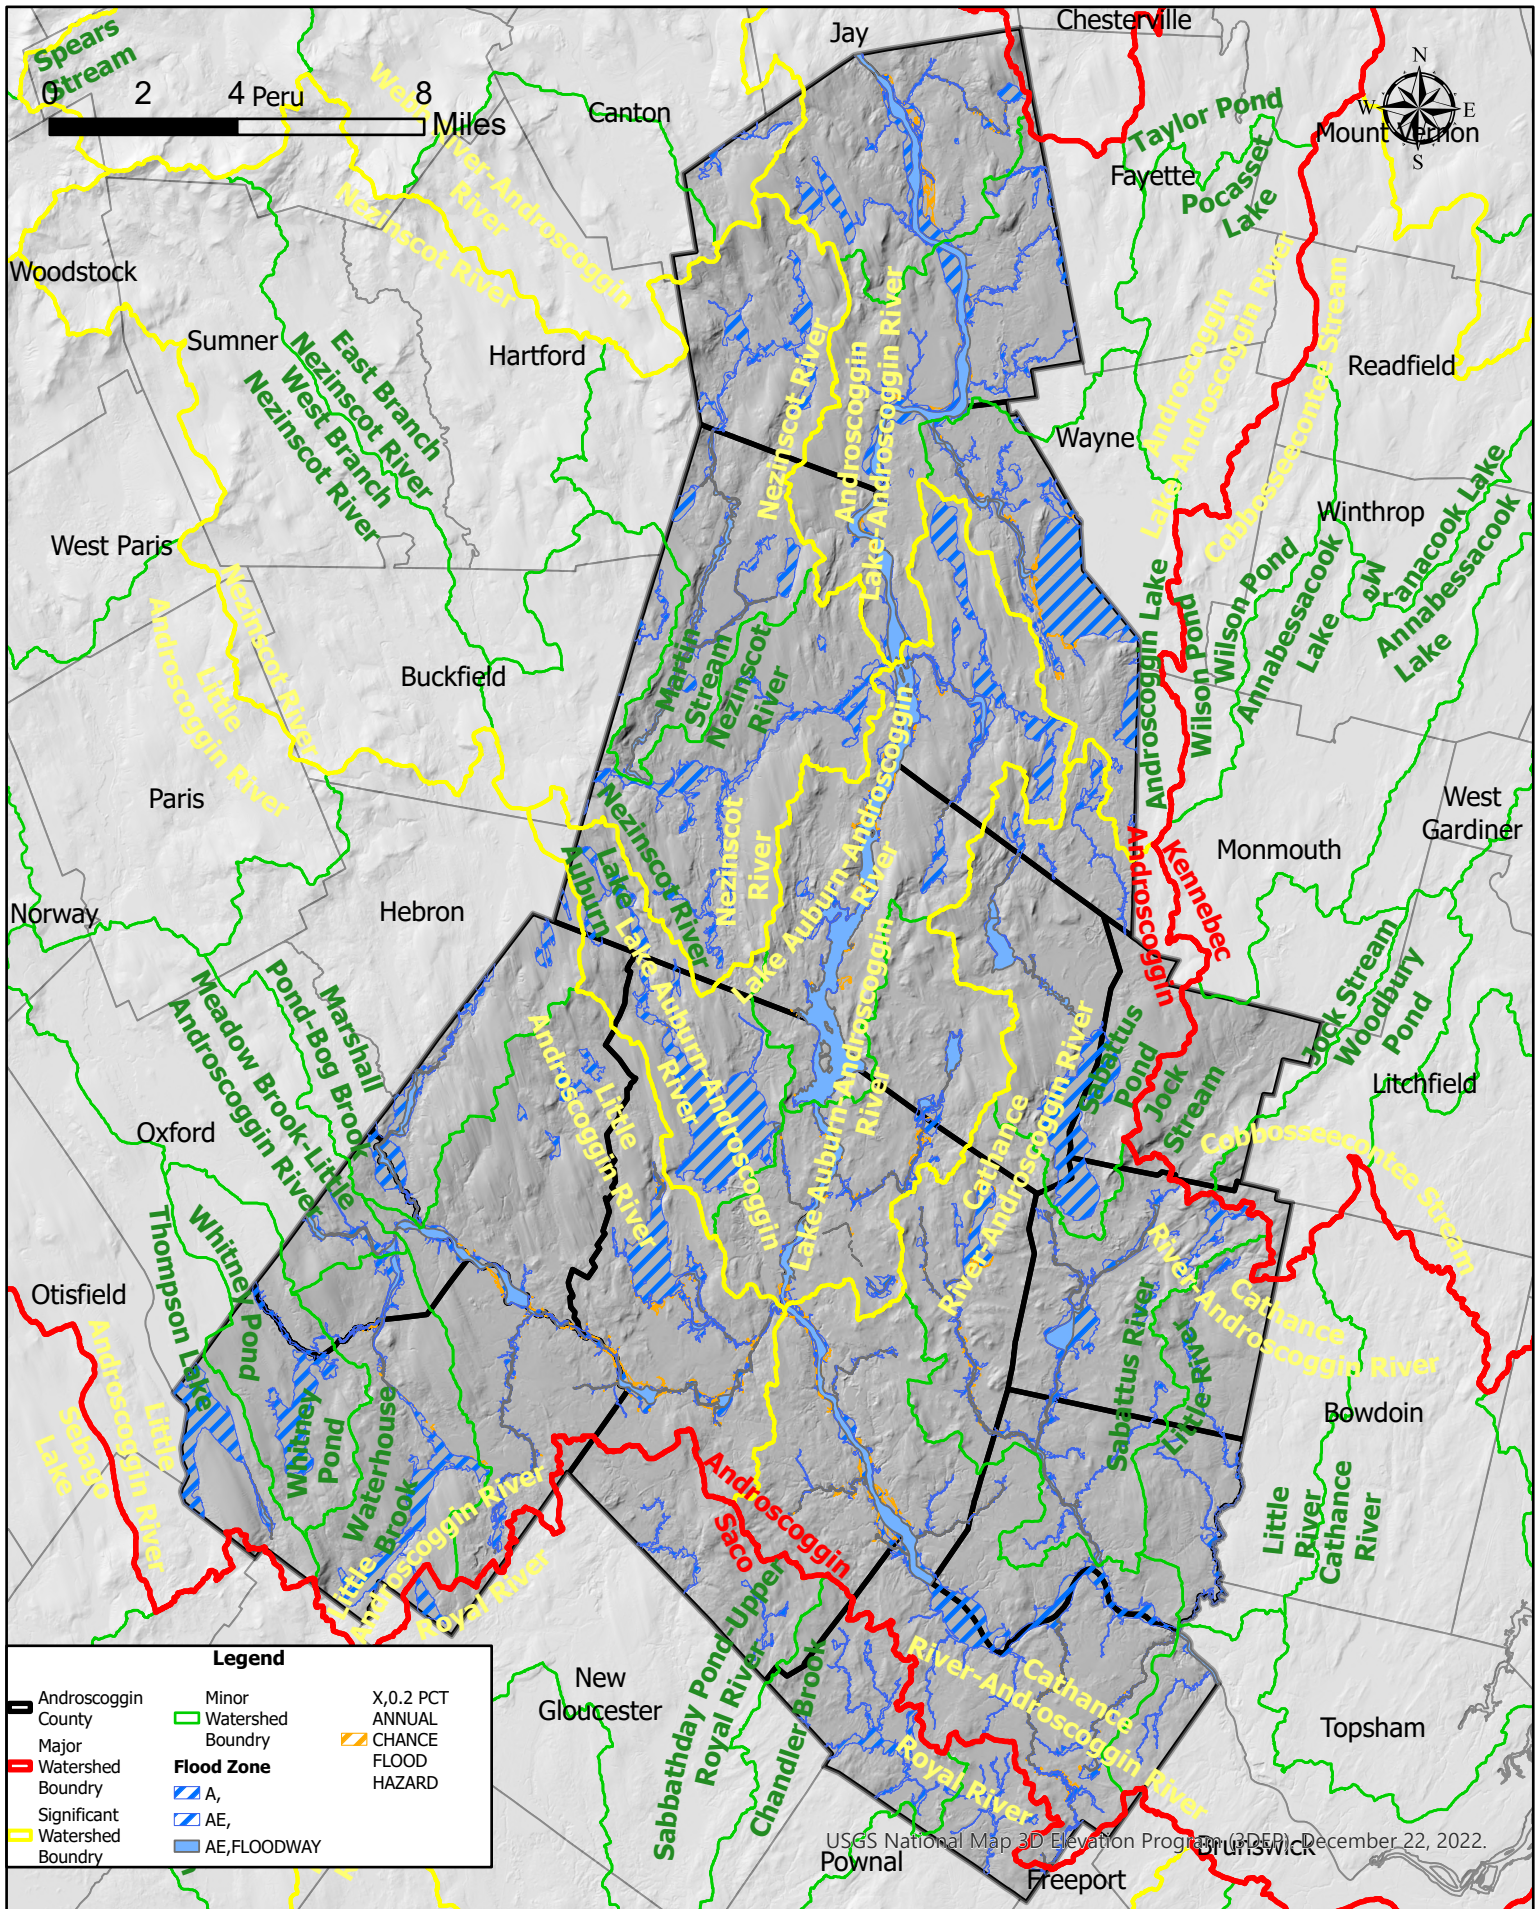 Spears
Stream
0
2
4
8
Miles
Peru
Webb
River-Androscoggin
River
Nezinscot River
Canton
Jay
Chesterville
Taylor Pond
Mount Vernon
N
W
E
S
Fayette
Pocasset
Lake
Woodstock
Sumner
Hartford
East Branch
Nezinscot River
West Branch
Nezinscot River
Nezinscot River
Androscoggin
Lake-Androscoggin River
Androscoggin
Lake-Androscoggin River
Cobbosseecontee Stream
Readfield
Wayne
Winthrop
Maranacook Lake
Annabessacook
Lake
West Paris
Nezinscot River
Little
Androscoggin River
Buckfield
Martin
Stream
Nezinscot
River
Androscoggin Lake
Wilson Pond
Wilson Pond
Annabessacook
Lake
Paris
West
Gardiner
Monmouth
Norway
Hebron
Nezinscot River
Lake
Auburn
Nezinscot
River
Lake Auburn-Androscoggin
River
Androscoggin
Kennebec
Lake Auburn-Androscoggin
River
Lake Auburn-Androscoggin
River
Marshall
Pond-Bog Brook
Meadow Brook-Little
Androscoggin River
Little
Androscoggin River
Sabattus
Pond
Jock
Stream
Jock Stream
Woodbury
Pond
Litchfield
Oxford
Cathance
River-Androscoggin River
Cobbosseecontee Stream
Whitney Pond
Thompson Lake
Cathance
River-Androscoggin River
Otisfield
Little
Androscoggin River
Sebago
Lake
Whitney
Pond
Waterhouse
Brook
Sabattus River
Little River
Bowdoin
Little
River
Cathance
River
Androscoggin
Saco
Little
Androscoggin River
Royal River
Sabbathday Pond-Upper
Royal River
Chandler Brook
Cathance
River-Androscoggin River
Royal River
New
Gloucester
Topsham
Pownal
Freeport
Brunswick
USGS National Map 3D Elevation Program (3DEP), December 22, 2022.
Legend
Androscoggin
County
Major
Watershed
Boundry
Significant
Watershed
Boundry
Minor
Watershed
Boundry
Flood Zone
A,
AE,
AE,FLOODWAY
X,0.2 PCT
ANNUAL
CHANCE
FLOOD
HAZARD